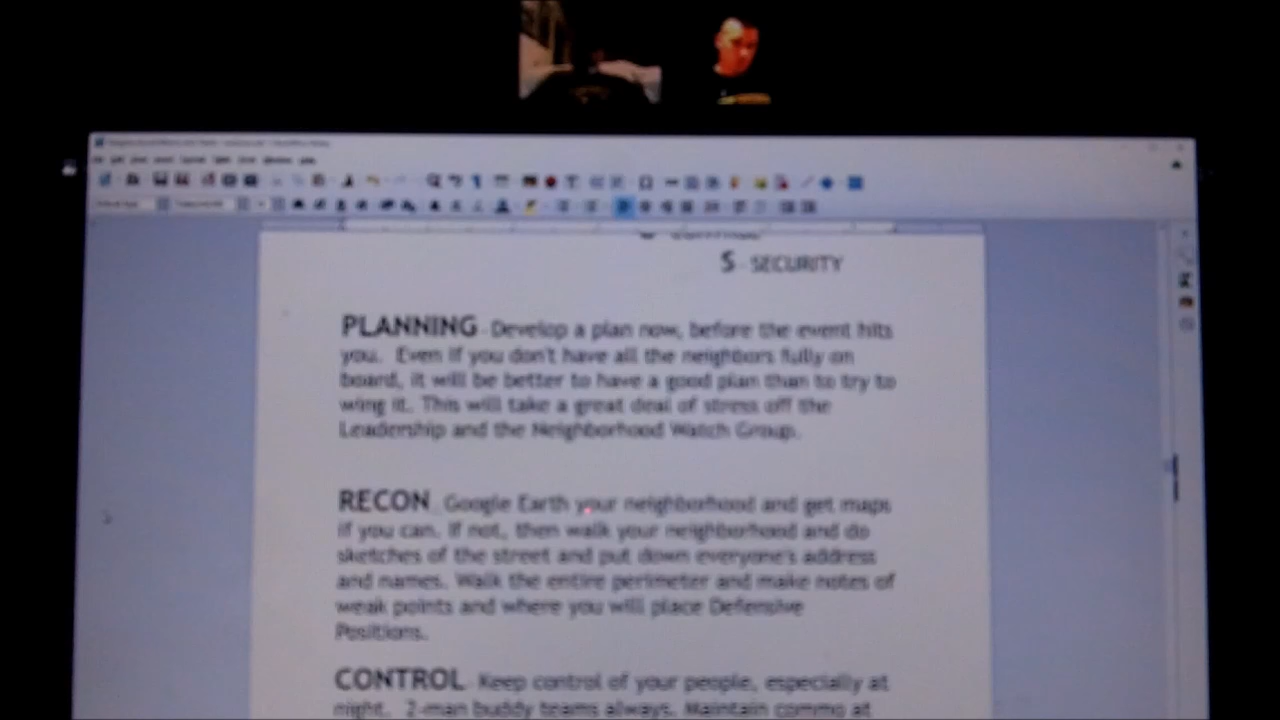 S - SECURITY
PLANNING - Develop a plan now, before the event hits
you. Even if you don't have all the neighbors fully on
board, it will be better to have a good plan than to try to
wing it. This will take a great deal of stress off the
Leadership and the Neighborhood Watch Group.
RECON - Google Earth your neighborhood and get maps
if you can. If not, then walk your neighborhood and do
sketches of the street and put down everyone's address
and names. Walk the entire perimeter and make notes of
weak points and where you will place Defensive
Positions.
CONTROL - Keep control of your people, especially at
night. 2-man buddy teams always. Maintain commo at